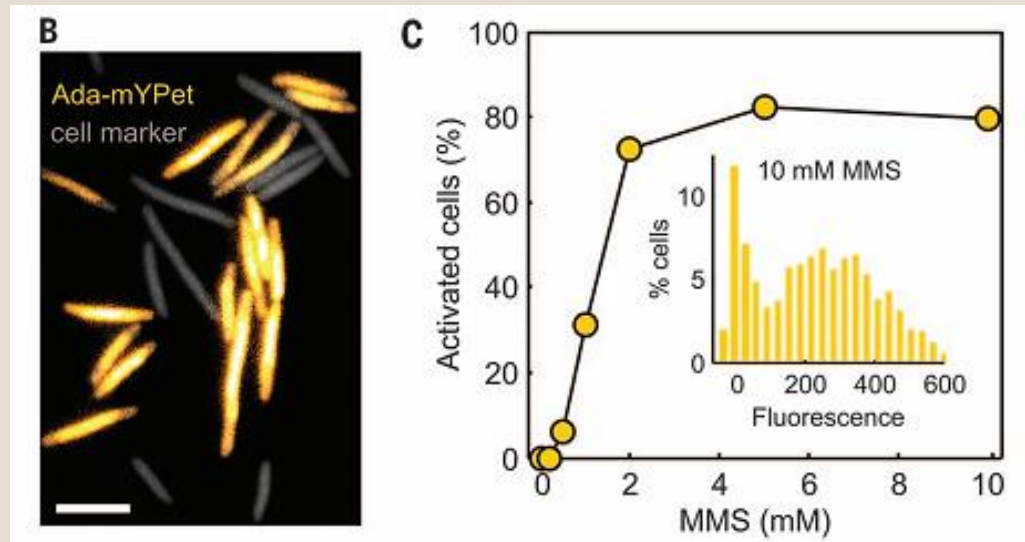 B
Ada-mYPet
cell marker
C
100
80
60
40
20
0
Activated cells (%)
0 2 4 6 8 10
MMS (mM)
10 mM MMS
10
5
0
% cells
0 200 400 600
Fluorescence